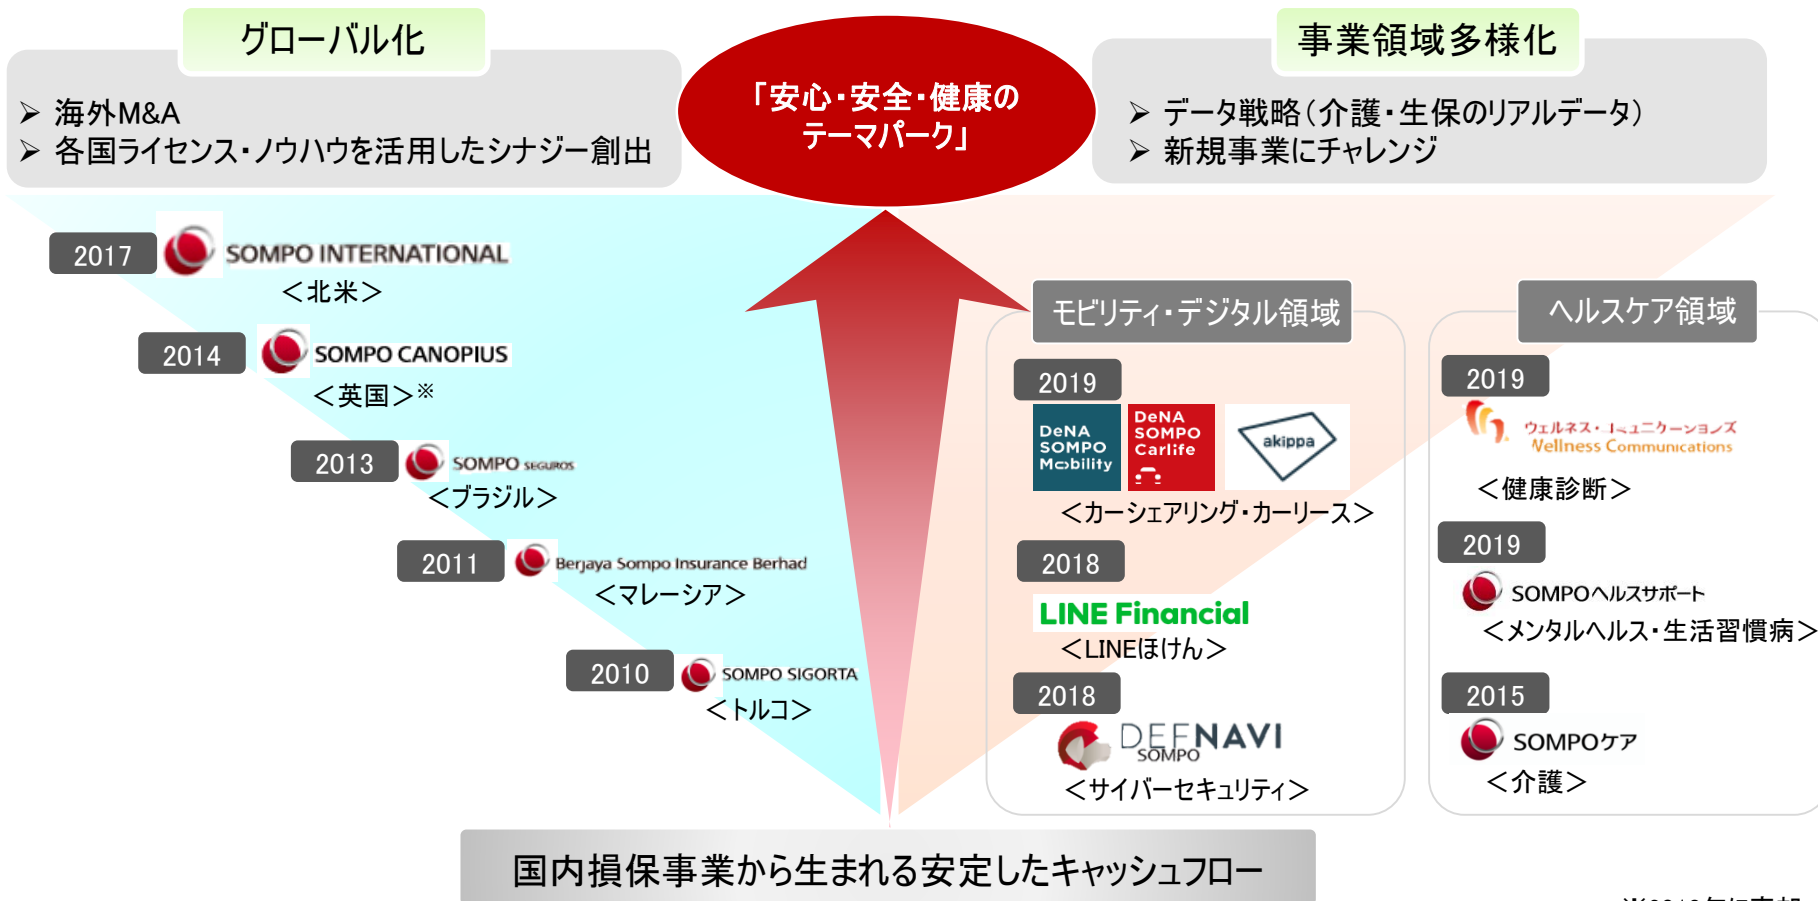 グローバル化
➢ 海外M&A
➢ 各国ライセンス・ノウハウを活用したシナジー創出
「安心・安全・健康の
テーマパーク」
事業領域多様化
➢ データ戦略（介護・生保のリアルデータ）
➢ 新規事業にチャレンジ
2017
SOMPO INTERNATIONAL
＜北米＞
2014
SOMPO CANOPIUS
＜英国＞※
2013
SOMPO SEGUROS
＜ブラジル＞
2011
Berjaya Sompo Insurance Berhad
＜マレーシア＞
2010
SOMPO SIGORTA
＜トルコ＞
モビリティ・デジタル領域
2019
DeNA
SOMPO
Mobility
DeNA
SOMPO
Carlife
akippa
＜カーシェアリング・カーリース＞
2018
LINE Financial
＜LINEほけん＞
2018
DEFNAVI
SOMPO
＜サイバーセキュリティ＞
ヘルスケア領域
2019
ウェルネス・コミュニケーションズ
Wellness Communications
＜健康診断＞
2019
SOMPOヘルスサポート
＜メンタルヘルス・生活習慣病＞
2015
SOMPOケア
＜介護＞
国内損保事業から生まれる安定したキャッシュフロー